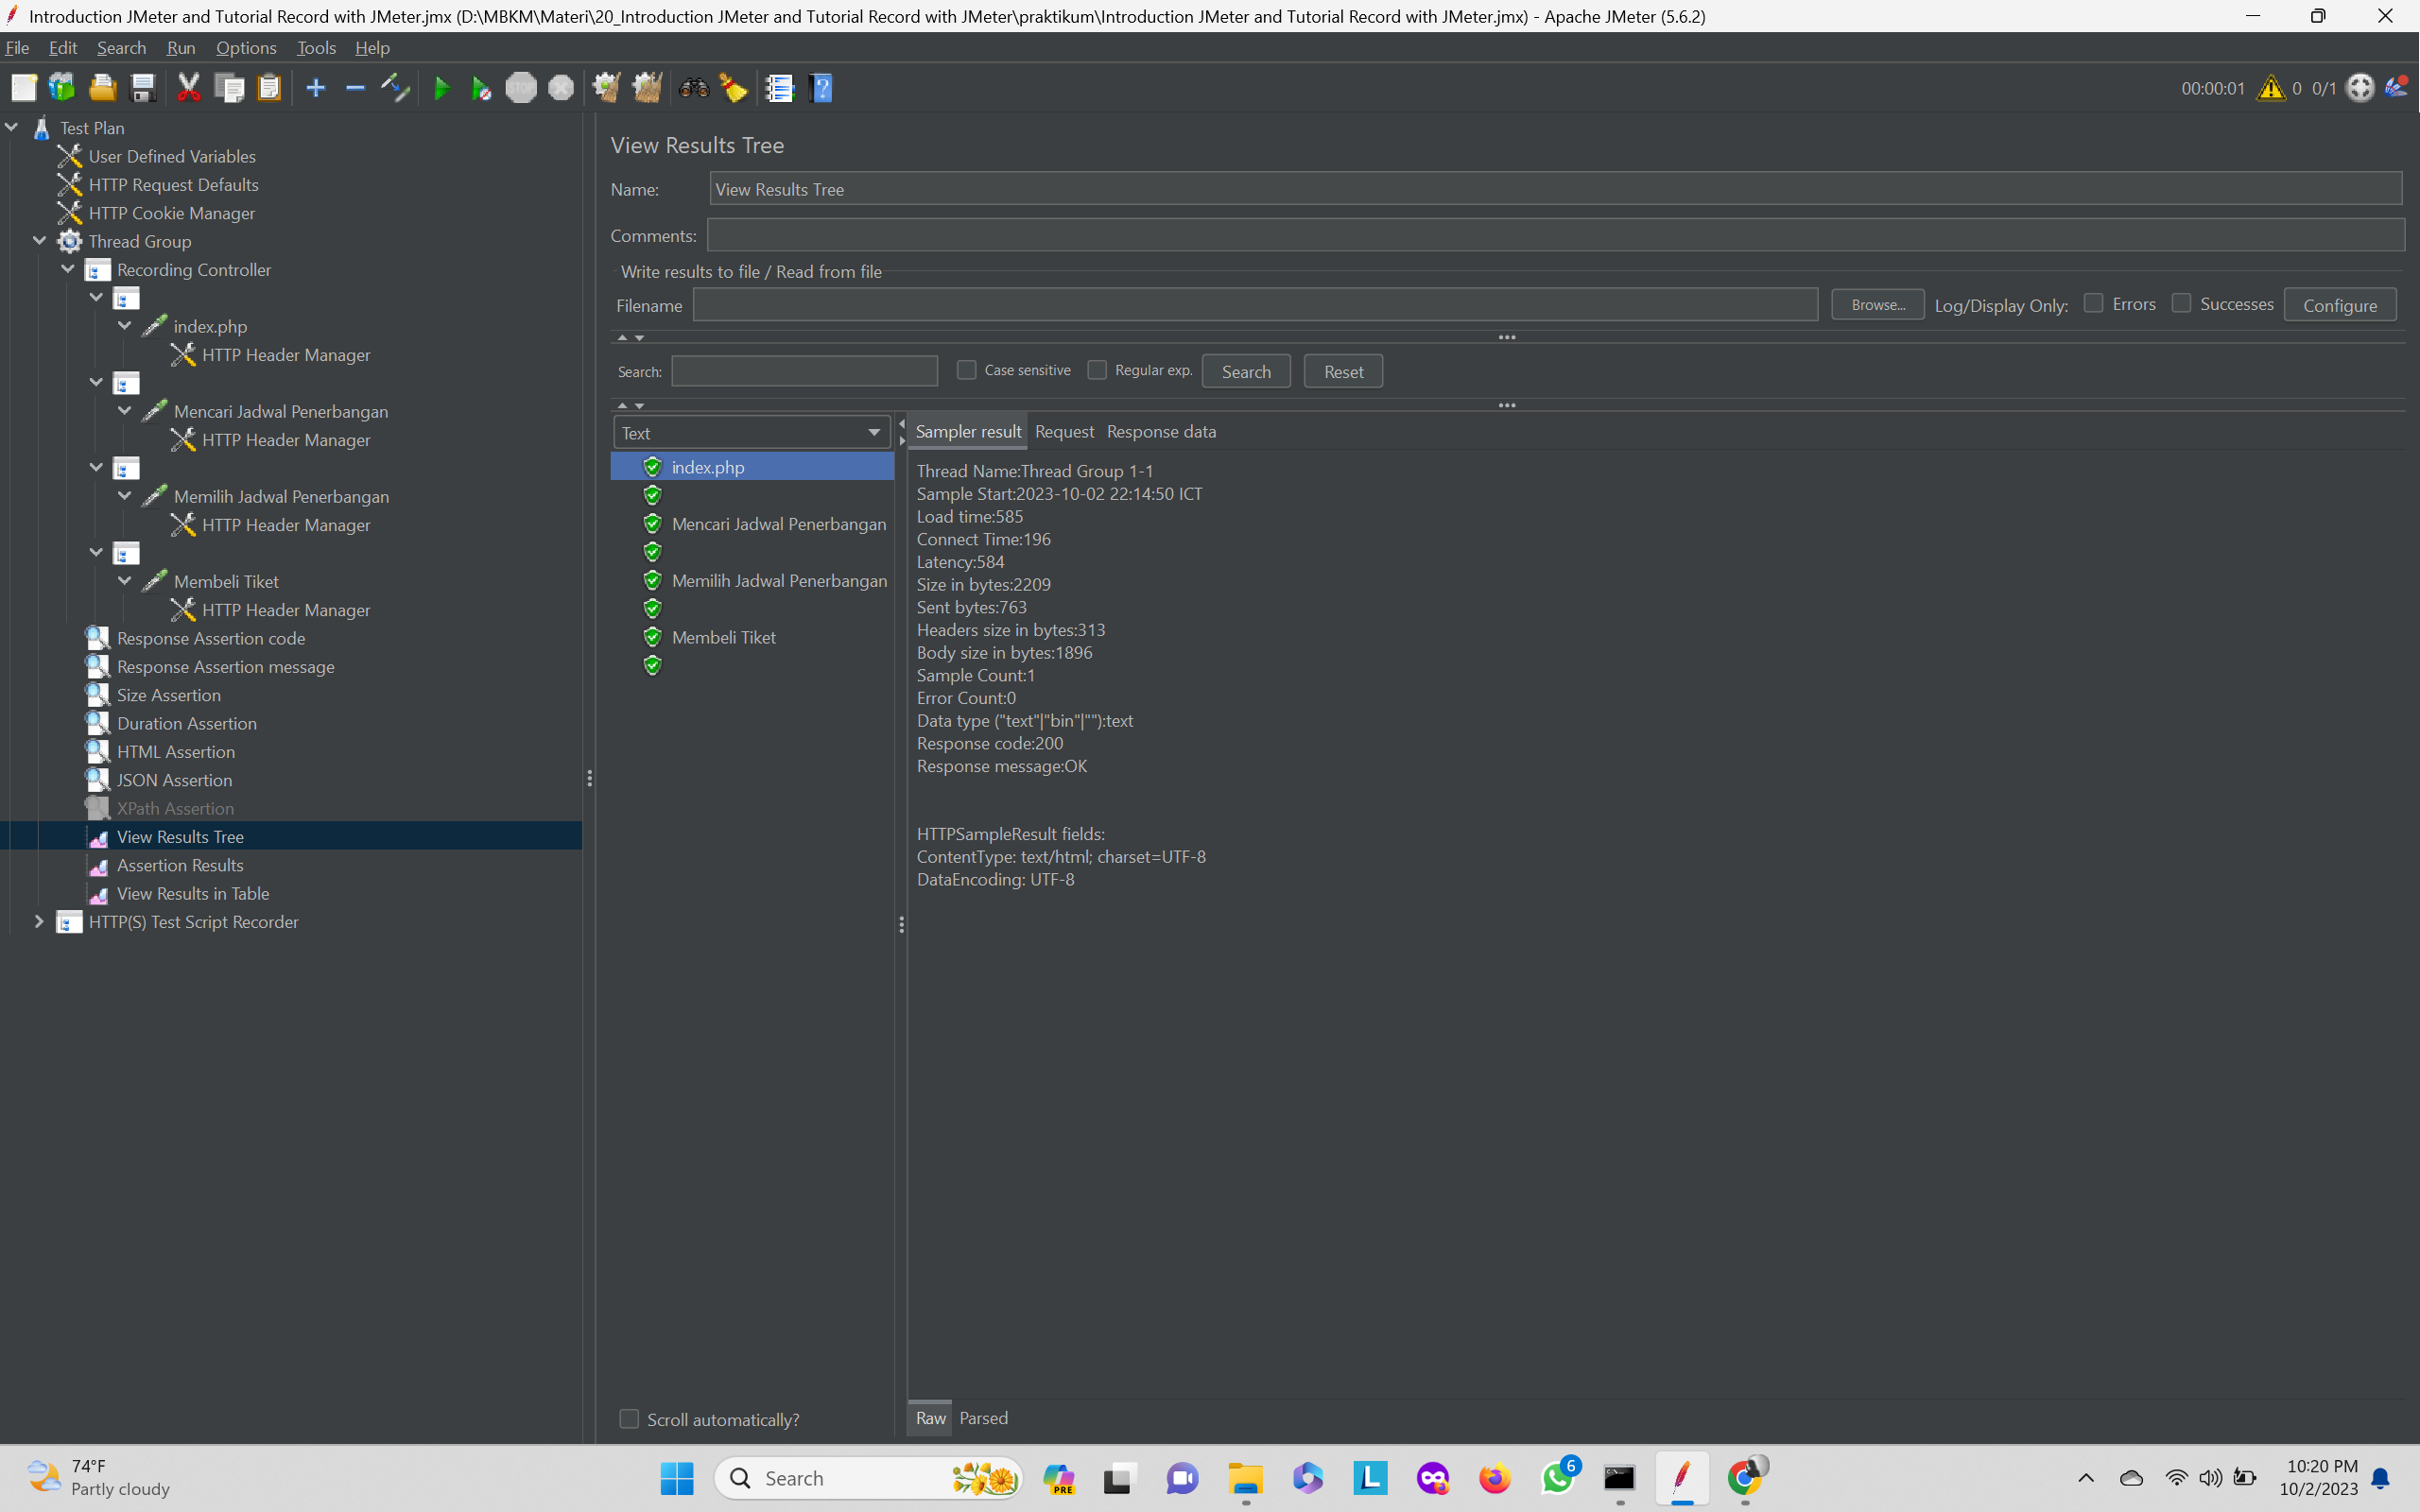 Introduction JMeter and Tutorial Record with JMeter.jmx (D:\MBKM\Materi\20_Introduction JMeter and Tutorial Record with JMeter\praktikum\Introduction JMeter and Tutorial Record with JMeter.jmx) - Apache JMeter (5.6.2)
File Edit Search Run Options Tools Help
STOP 00:00:01 0 0/1
Test Plan
User Defined Variables
HTTP Request Defaults
HTTP Cookie Manager
Thread Group
Recording Controller
index.php
HTTP Header Manager
Mencari Jadwal Penerbangan
HTTP Header Manager
Memilih Jadwal Penerbangan
HTTP Header Manager
Membeli Tiket
HTTP Header Manager
Response Assertion code
Response Assertion message
Size Assertion
Duration Assertion
HTML Assertion
JSON Assertion
XPath Assertion
View Results Tree
Assertion Results
View Results in Table
HTTP(S) Test Script Recorder
View Results Tree
Name: View Results Tree
Comments:
Write results to file / Read from file
Filename Browse... Log/Display Only: Errors Successes Configure
Search: Case sensitive Regular exp. Search Reset
Text
index.php
Mencari Jadwal Penerbangan
Memilih Jadwal Penerbangan
Membeli Tiket
Scroll automatically?
Sampler result Request Response data
Thread Name:Thread Group 1-1
Sample Start:2023-10-02 22:14:50 ICT
Load time:585
Connect Time:196
Latency:584
Size in bytes:2209
Sent bytes:763
Headers size in bytes:313
Body size in bytes:1896
Sample Count:1
Error Count:0
Data type ("text"|"bin"|""):text
Response code:200
Response message:OK
HTTPSampleResult fields:
ContentType: text/html; charset=UTF-8
DataEncoding: UTF-8
Raw Parsed
74°F
Partly cloudy
Search
PRE
L
6
10:20 PM
10/2/2023